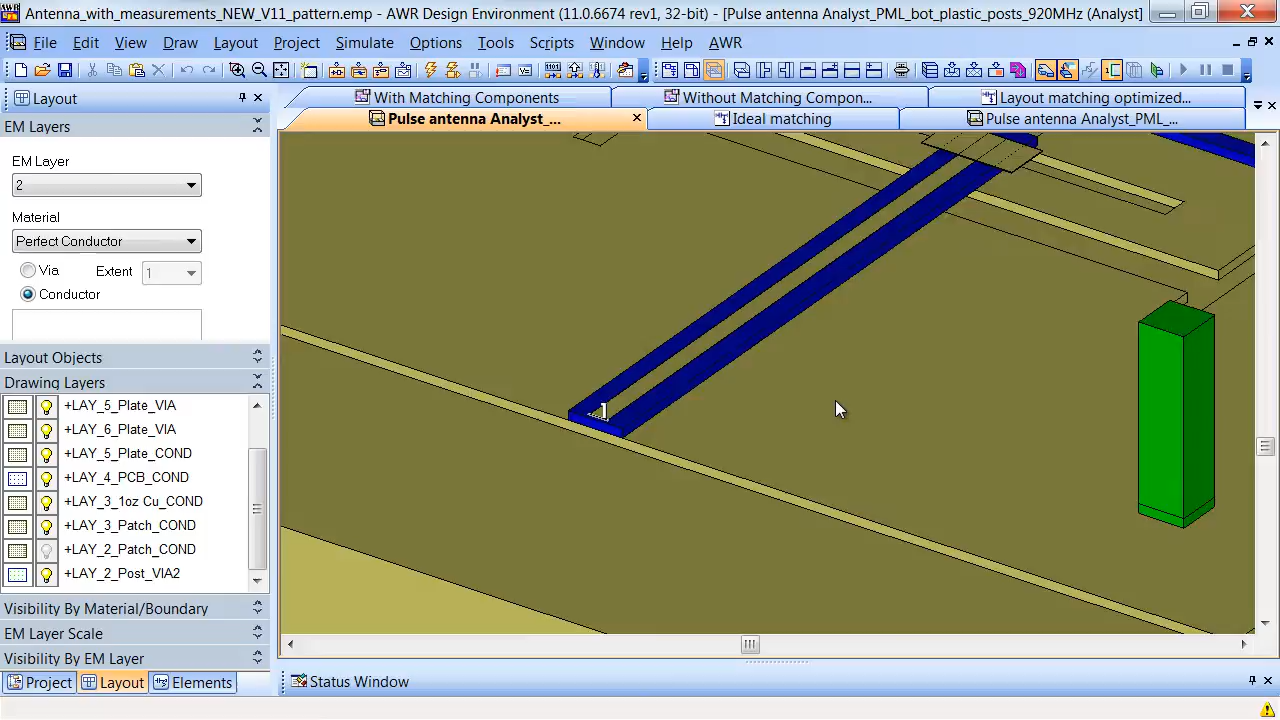 Antenna_with_measurements_NEW_V11_pattern.emp - AWR Design Environment (11.0.6674 rev1, 32-bit) - [Pulse antenna Analyst_PML_bot_plastic_posts_920MHz (Analyst)]
File Edit View Draw Layout Project Simulate Options Tools Scripts Window Help AWR
Layout
With Matching Components
Without Matching Compon...
Layout matching optimized...
Pulse antenna Analyst_...
Ideal matching
Pulse antenna Analyst_PML_...
EM Layers
EM Layer
2
Material
Perfect Conductor
Via
Extent
1
Conductor
Layout Objects
Drawing Layers
+LAY_5_Plate_VIA
+LAY_6_Plate_VIA
+LAY_5_Plate_COND
+LAY_4_PCB_COND
+LAY_3_1oz Cu_COND
+LAY_3_Patch_COND
+LAY_2_Patch_COND
+LAY_2_Post_VIA2
Visibility By Material/Boundary
EM Layer Scale
Visibility By EM Layer
Project
Layout
Elements
1
Status Window